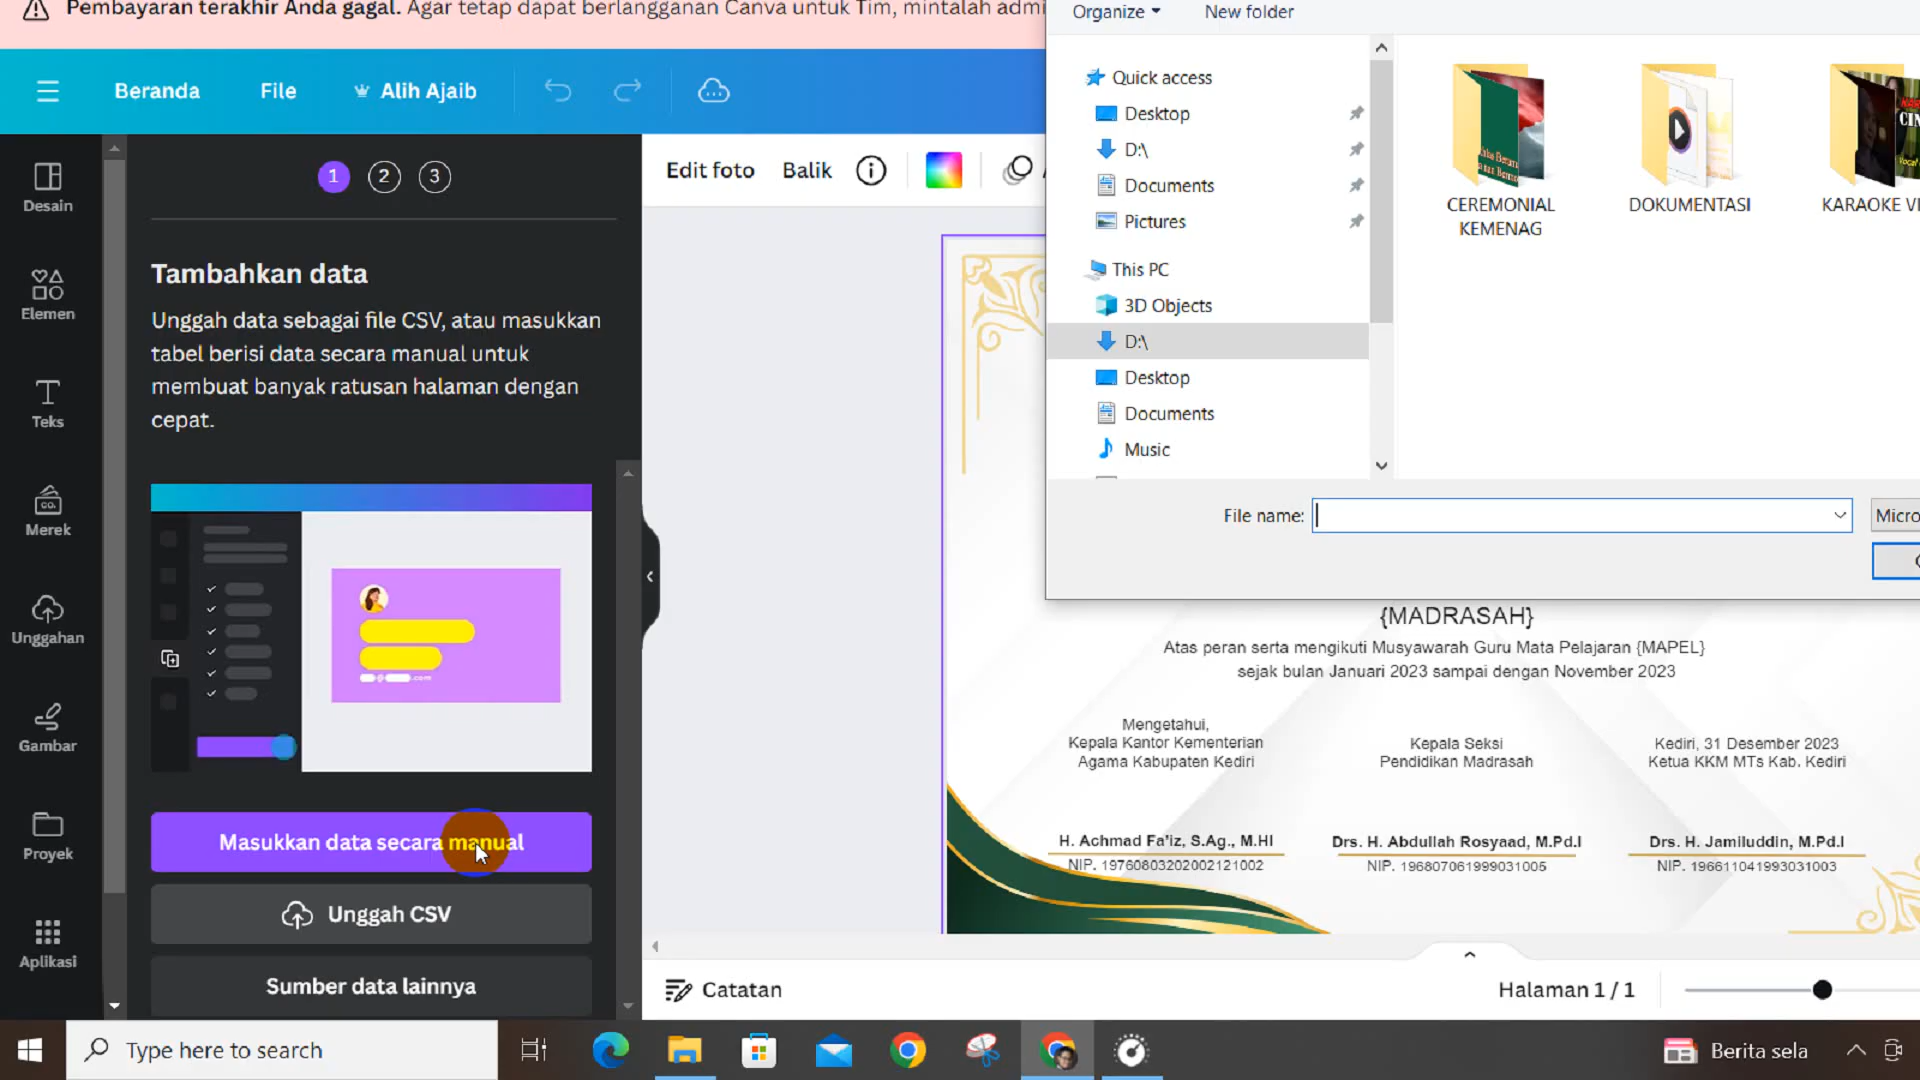 Pembayaran terakhir Anda gagal. Agar tetap dapat berlangganan Canva untuk Tim, mintalah admi
Beranda
File
Alih Ajaib
Desain
Elemen
Teks
Merek
CO.
Unggahan
Gambar
Proyek
Aplikasi
1 2 3
Tambahkan data
Unggah data sebagai file CSV, atau masukkan
tabel berisi data secara manual untuk
membuat banyak ratusan halaman dengan
cepat.
Masukkan data secara manual
Unggah CSV
Sumber data lainnya
Edit foto
Balik
Organize
New folder
Quick access
Desktop
D:\
Documents
Pictures
This PC
3D Objects
D:\
Desktop
Documents
Music
CEREMONIAL
KEMENAG
DOKUMENTASI
KARAOKE VI
File name:
Micro
{MADRASAH}
Atas peran serta mengikuti Musyawarah Guru Mata Pelajaran {MAPEL}
sejak bulan Januari 2023 sampai dengan November 2023
Mengetahui,
Kepala Kantor Kementerian
Agama Kabupaten Kediri
Kepala Seksi
Pendidikan Madrasah
Kediri, 31 Desember 2023
Ketua KKM MTs Kab. Kediri
H. Achmad Fa'iz, S.Ag., M.HI
NIP. 197608032020121002
Drs. H. Abdullah Rosyaad, M.Pd.I
NIP. 196807061999031005
Drs. H. Jamiluddin, M.Pd.I
NIP. 196611041993031003
Catatan
Halaman 1 / 1
Type here to search
Berita sela